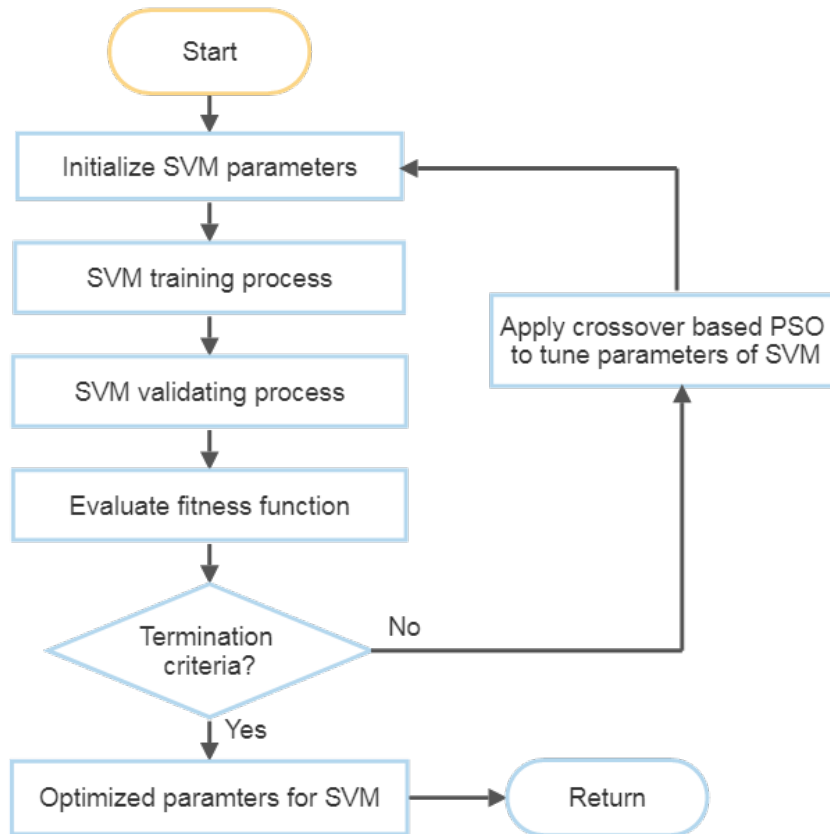 Start
Initialize SVM parameters
SVM training process
Apply crossover based PSO
to tune parameters of SVM
SVM validating process
Evaluate fitness function
Termination
criteria?
No
Yes
Optimized paramters for SVM
Return